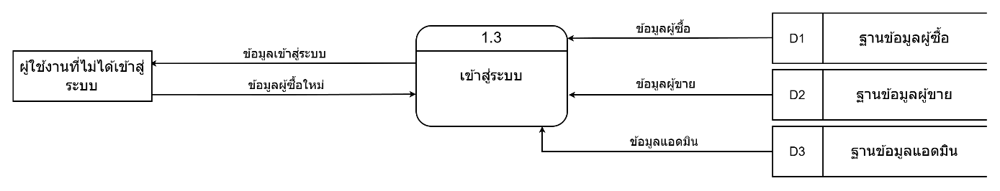 ผู้ใช้งานที่ไม่ได้เข้าสู่
ระบบ
ข้อมูลเข้าสู่ระบบ
ข้อมูลผู้ซื้อใหม่
1.3
เข้าสู่ระบบ
ข้อมูลผู้ซื้อ
ข้อมูลผู้ขาย
ข้อมูลแอดมิน
D1 ฐานข้อมูลผู้ซื้อ
D2 ฐานข้อมูลผู้ขาย
D3 ฐานข้อมูลแอดมิน